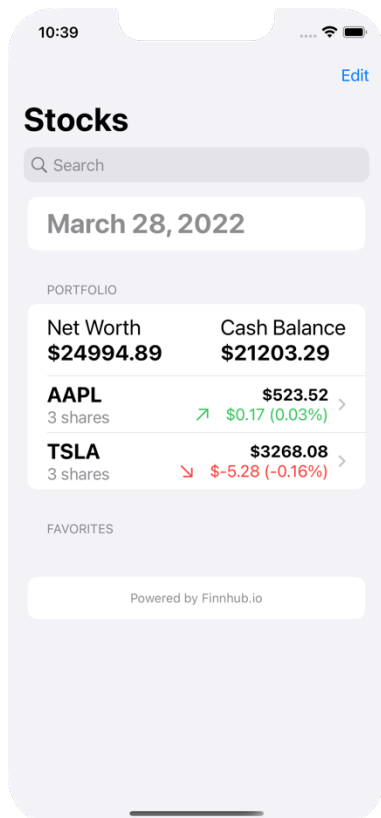 10:39
Edit
Stocks
Search
March 28, 2022
PORTFOLIO
Net Worth Cash Balance
$24994.89 $21203.29
AAPL $523.52
3 shares $0.17 (0.03%)
TSLA $3268.08
3 shares $-5.28 (-0.16%)
FAVORITES
Powered by Finnhub.io